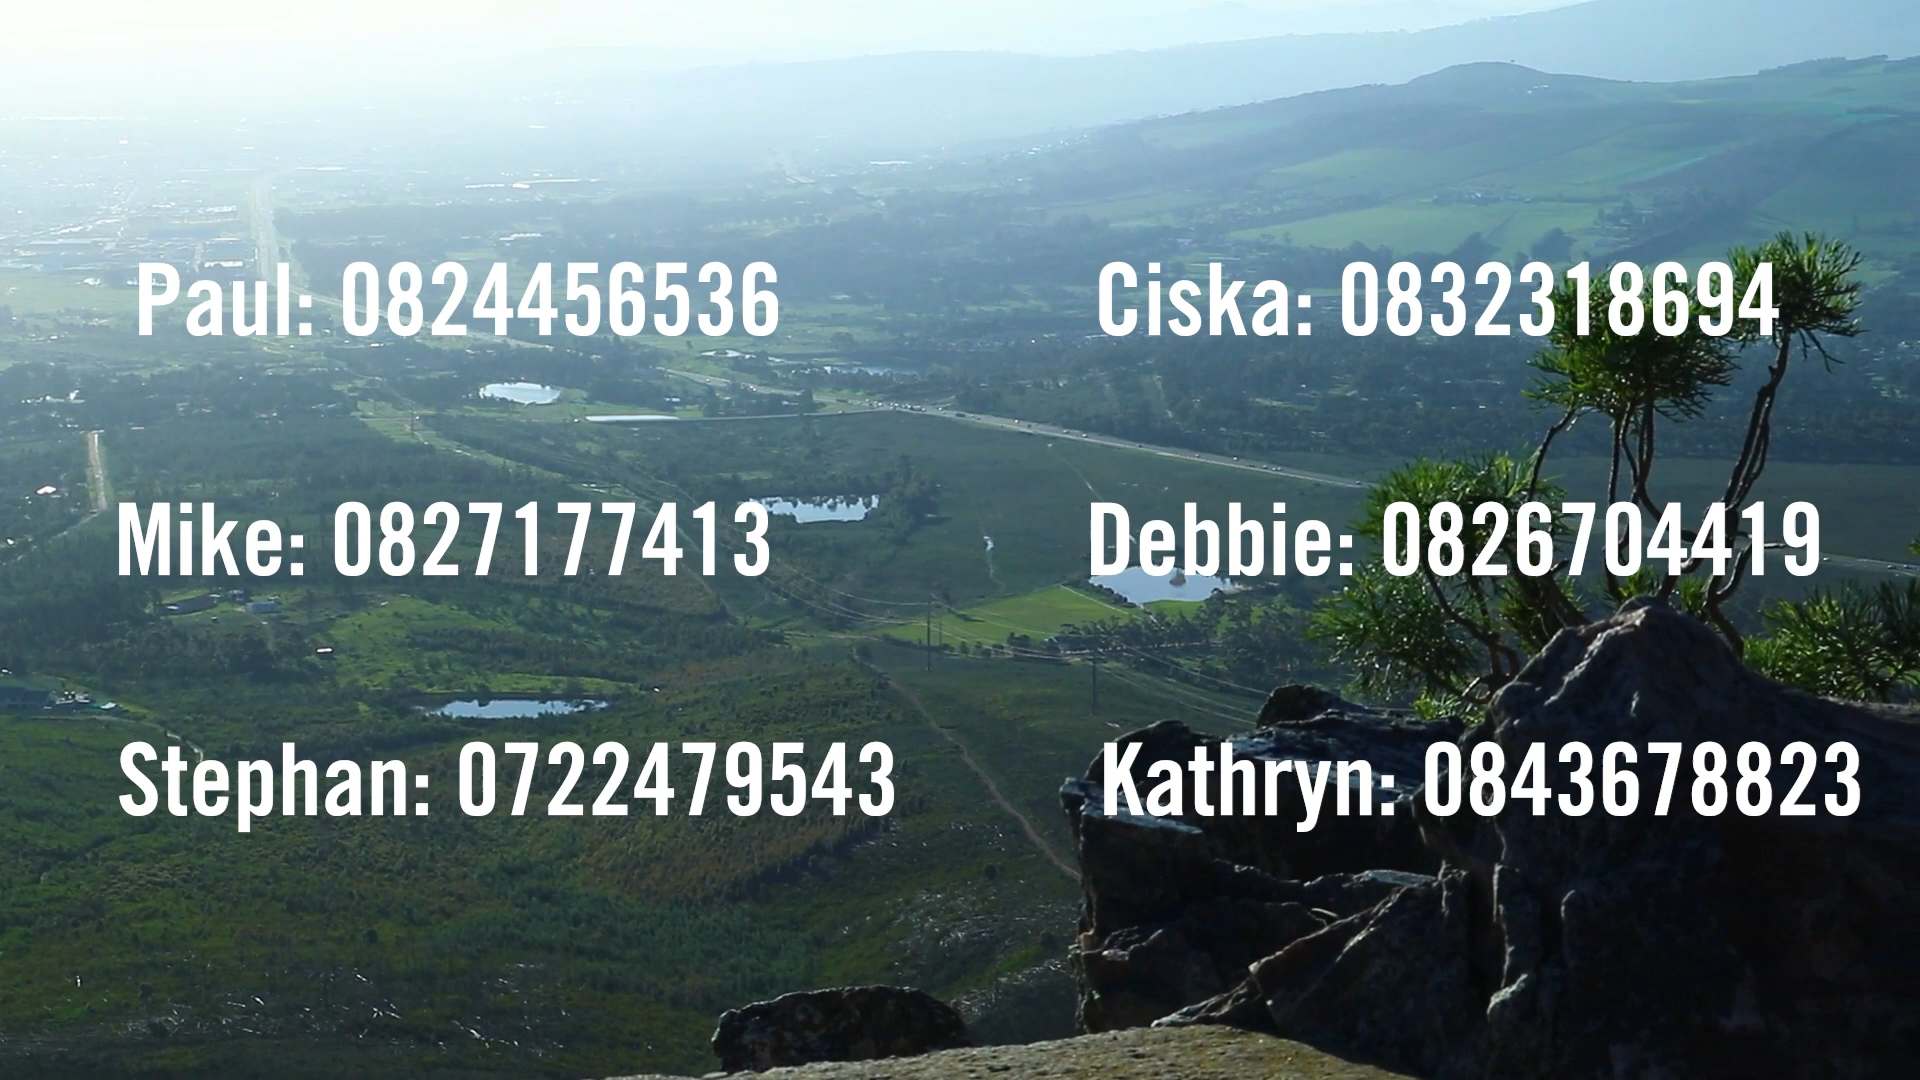 Paul: 0824456536
Ciska: 0832318694
Mike: 0827177413
Debbie: 0826704419
Stephan: 0722479543
Kathryn: 0843678823